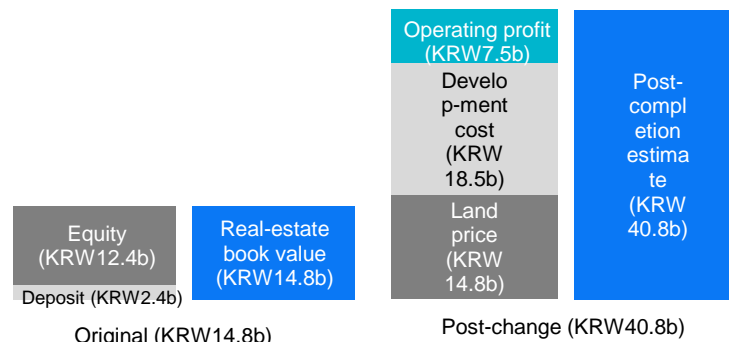 Operating profit
(KRW7.5b)
Develo
p-ment
cost
(KRW
18.5b)
Land
price
(KRW
14.8b)
Post-
compl
etion
estima
te
(KRW
40.8b)
Equity
(KRW12.4b)
Deposit (KRW2.4b)
Real-estate
book value
(KRW14.8b)
Original (KRW14.8b)
Post-change (KRW40.8b)